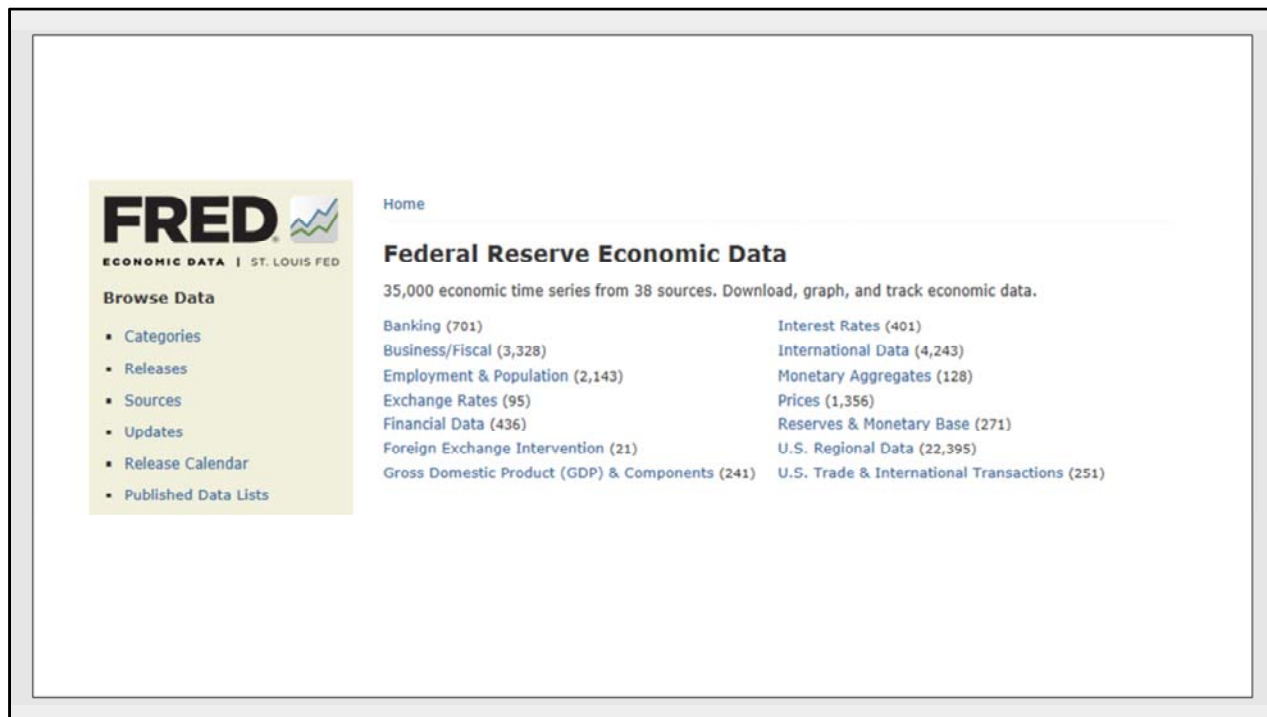 FRED®
ECONOMIC DATA | ST. LOUIS FED
Browse Data
▪ Categories
▪ Releases
▪ Sources
▪ Updates
▪ Release Calendar
▪ Published Data Lists
Home
Federal Reserve Economic Data
35,000 economic time series from 38 sources. Download, graph, and track economic data.
Banking (701)
Business/Fiscal (3,328)
Employment & Population (2,143)
Exchange Rates (95)
Financial Data (436)
Foreign Exchange Intervention (21)
Gross Domestic Product (GDP) & Components (241)
Interest Rates (401)
International Data (4,243)
Monetary Aggregates (128)
Prices (1,356)
Reserves & Monetary Base (271)
U.S. Regional Data (22,395)
U.S. Trade & International Transactions (251)